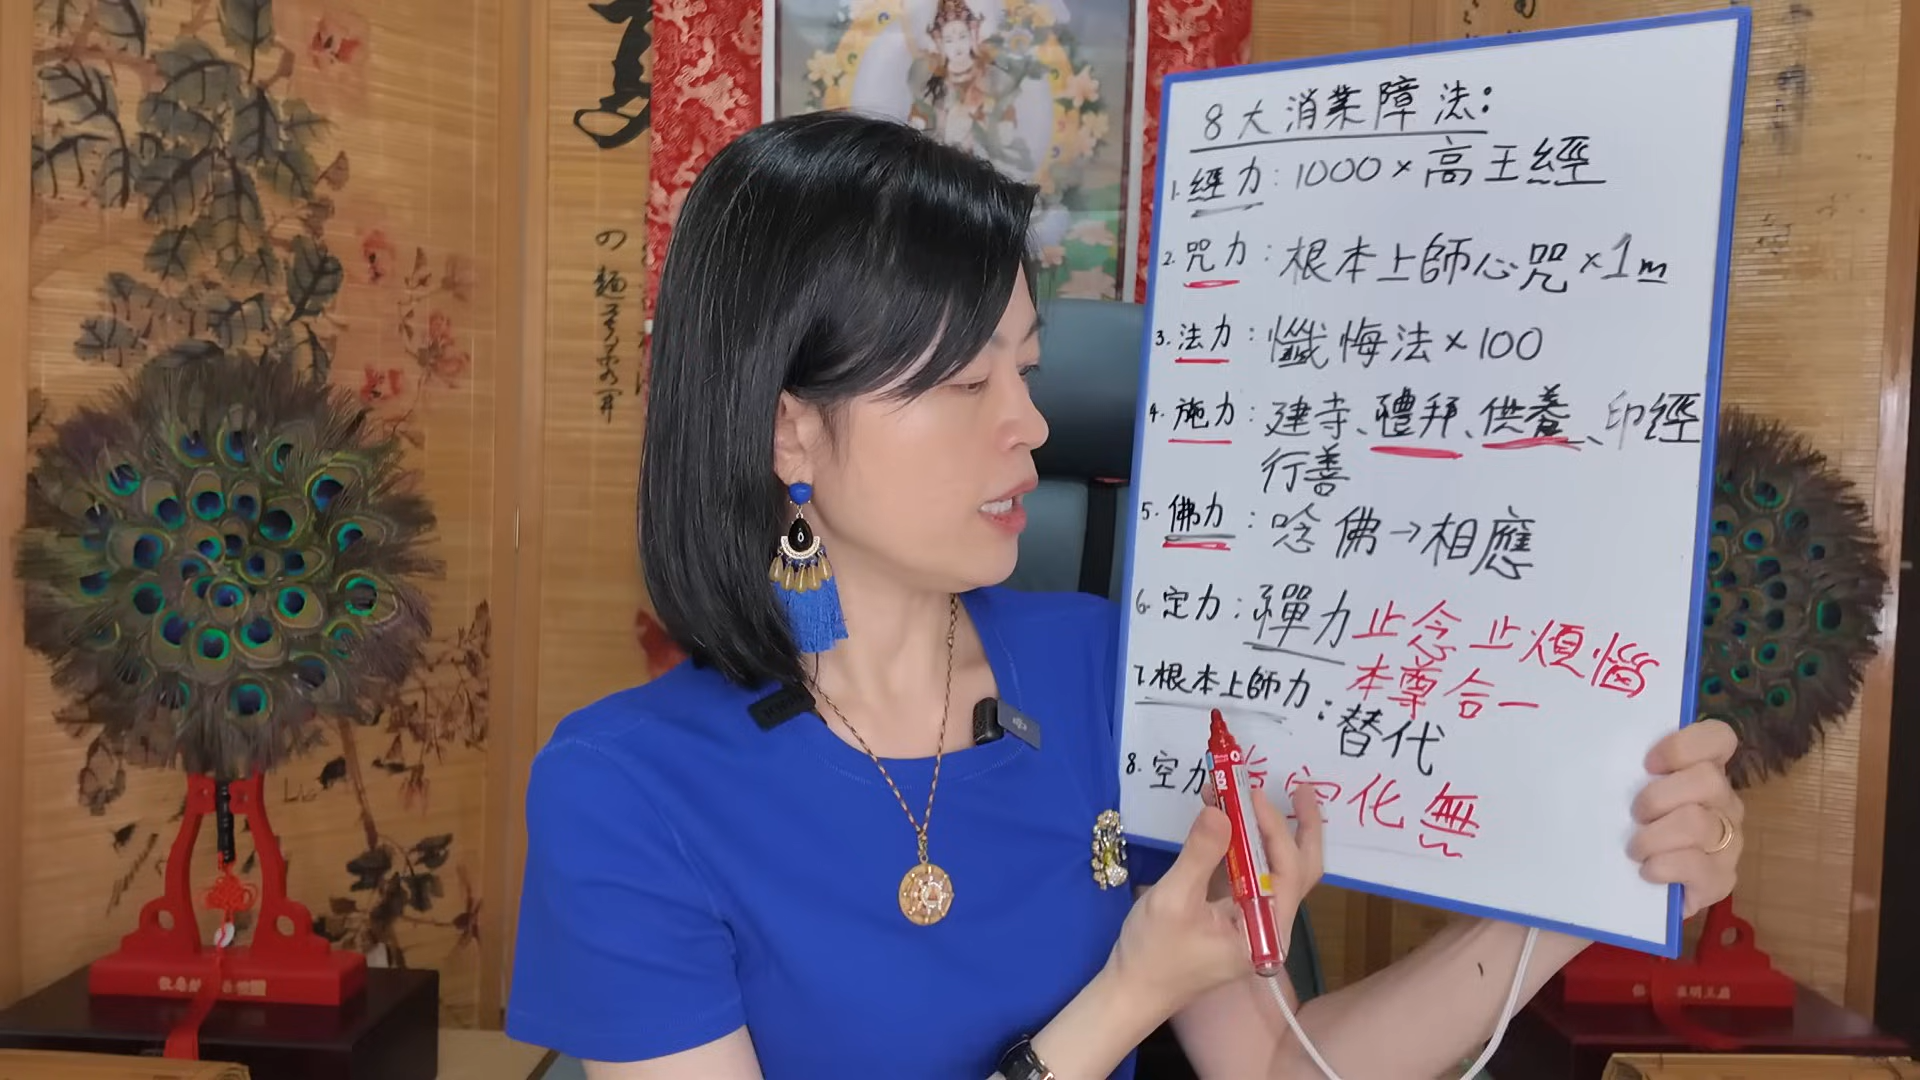 8大消業障法:
1. 經力: 1000×高王經
2. 咒力: 根本上師心咒×1m
3. 法力: 懺悔法×100
4. 施力: 建寺、禮拜、供養、印經
行善
5. 佛力: 唸佛→相應
6. 定力: 禪力 止念止煩惱
本尊合一
7. 根本上師力: 替代
8. 空力 空化無